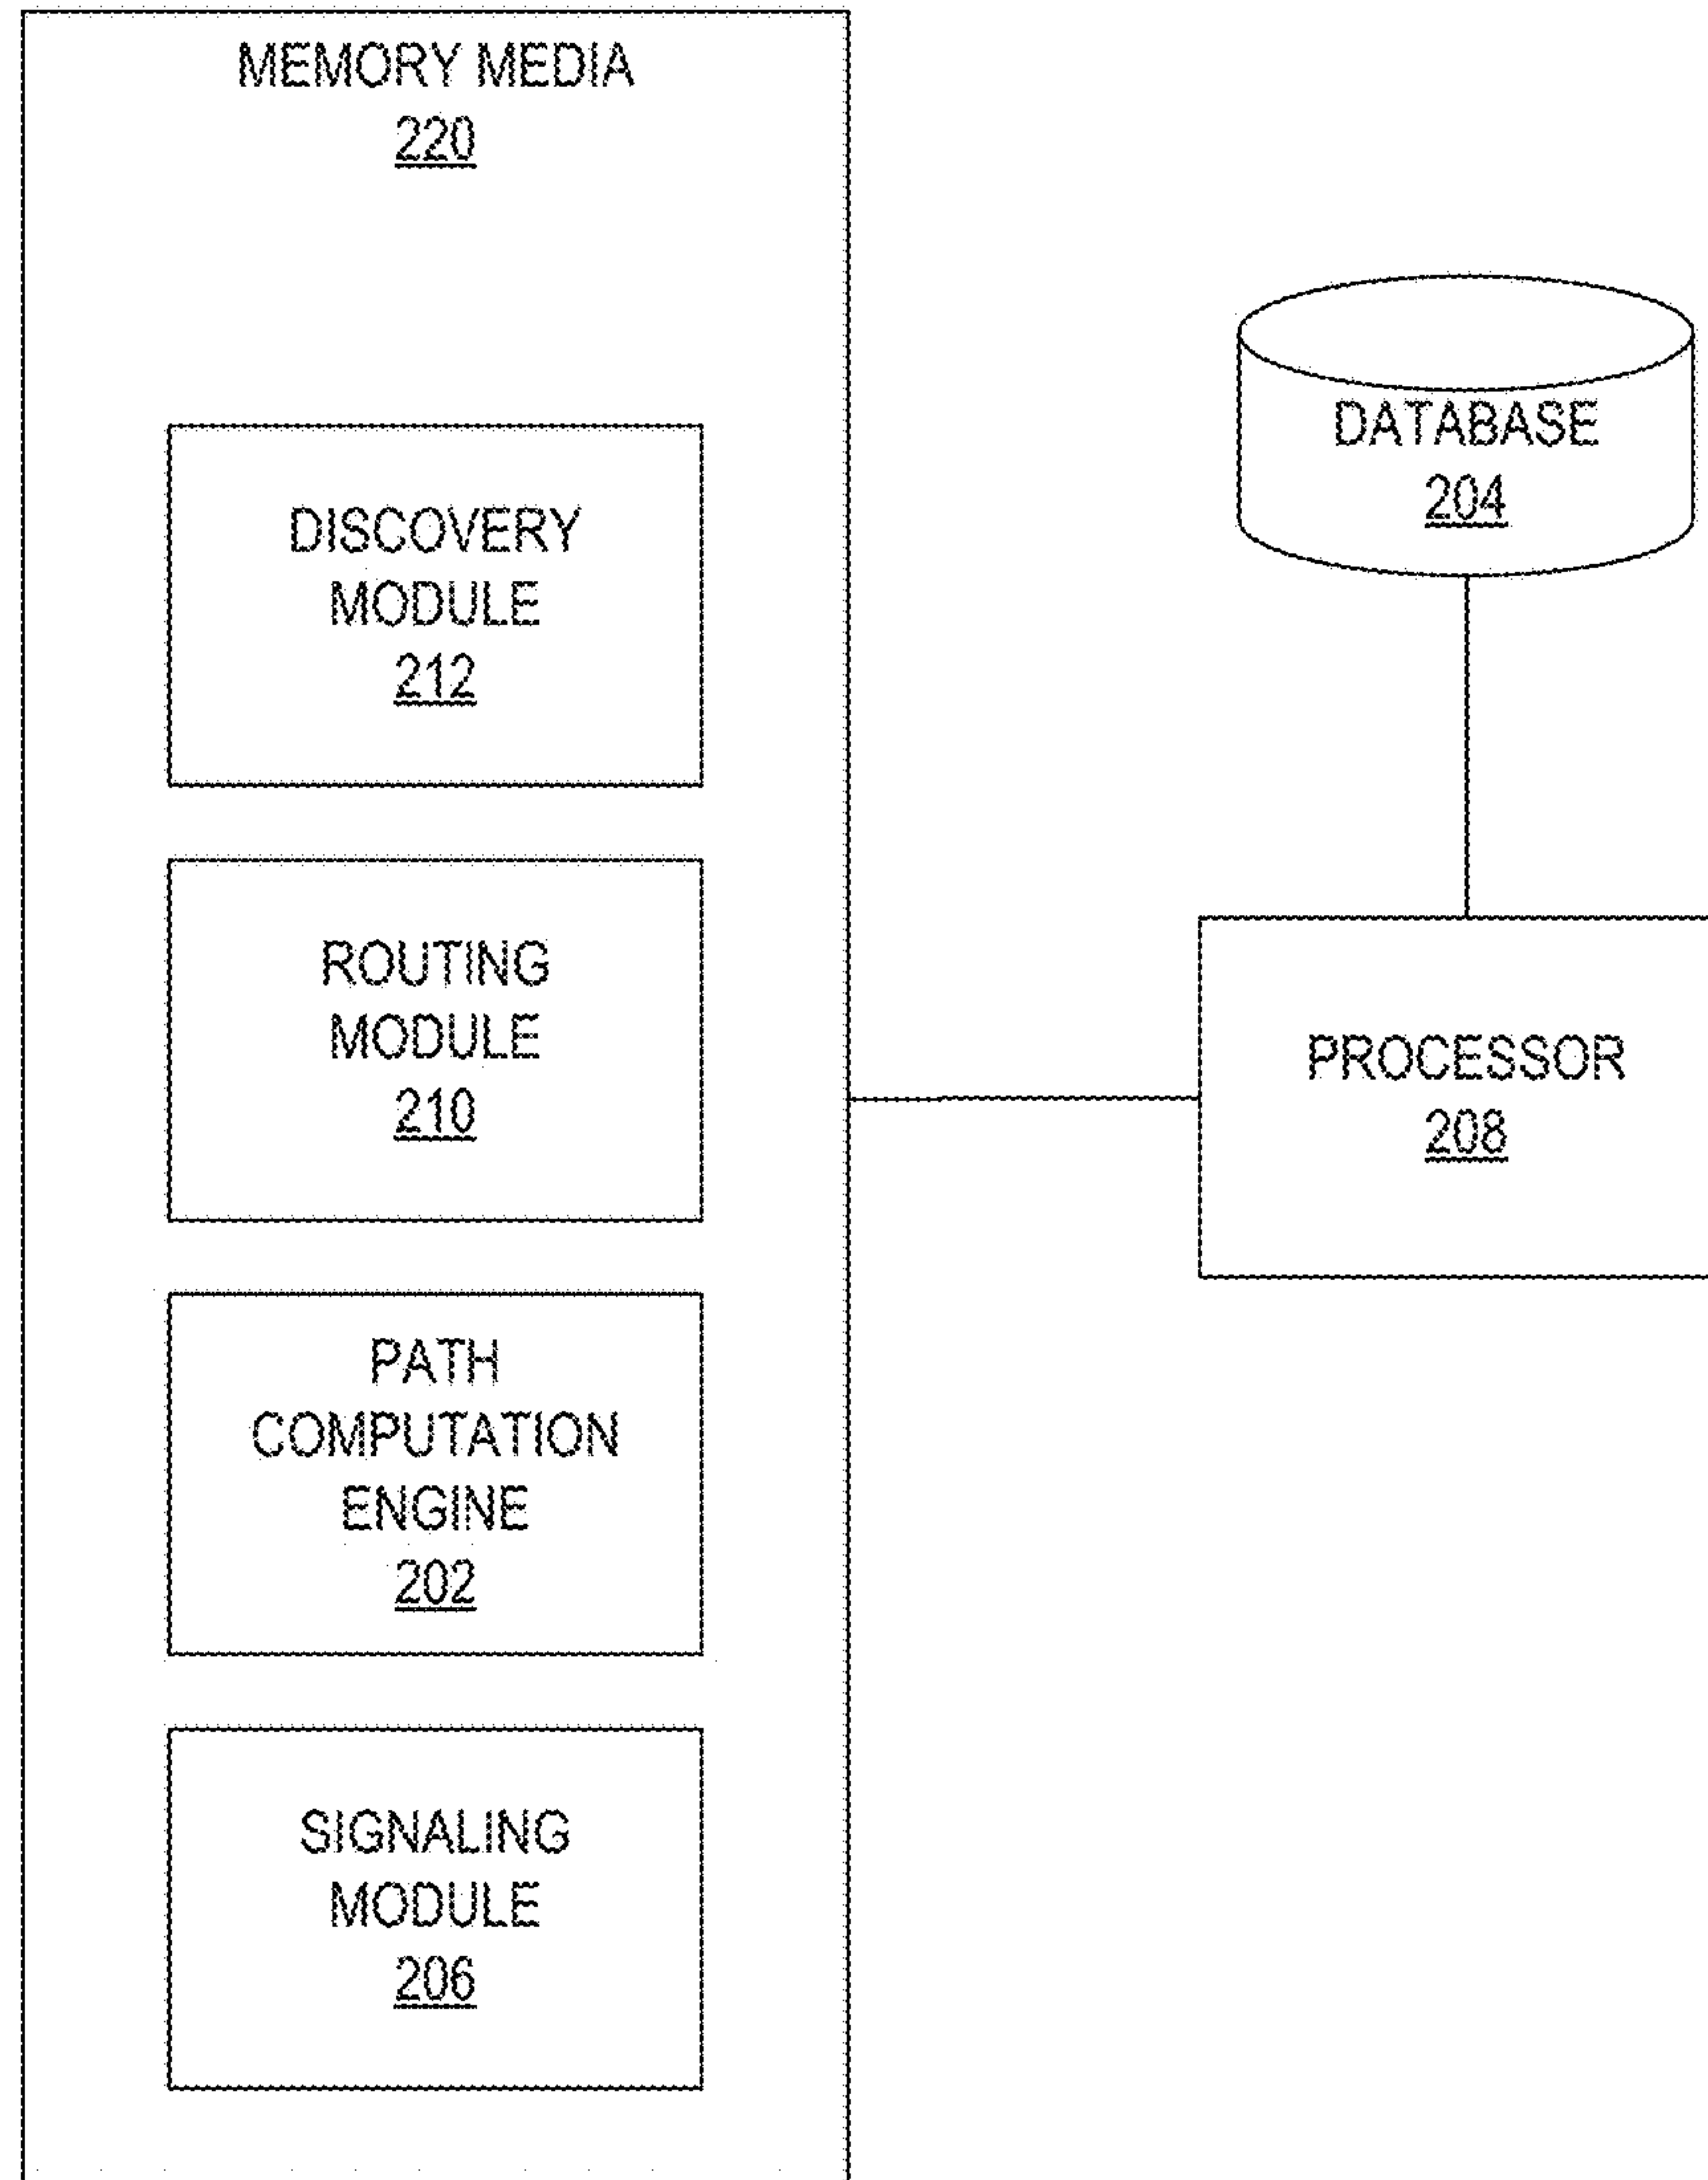 MEMORY MEDIA
220
DISCOVERY
MODULE
212
ROUTING
MODULE
210
PATH
COMPUTATION
ENGINE
202
SIGNALING
MODULE
206
DATABASE
204
PROCESSOR
208